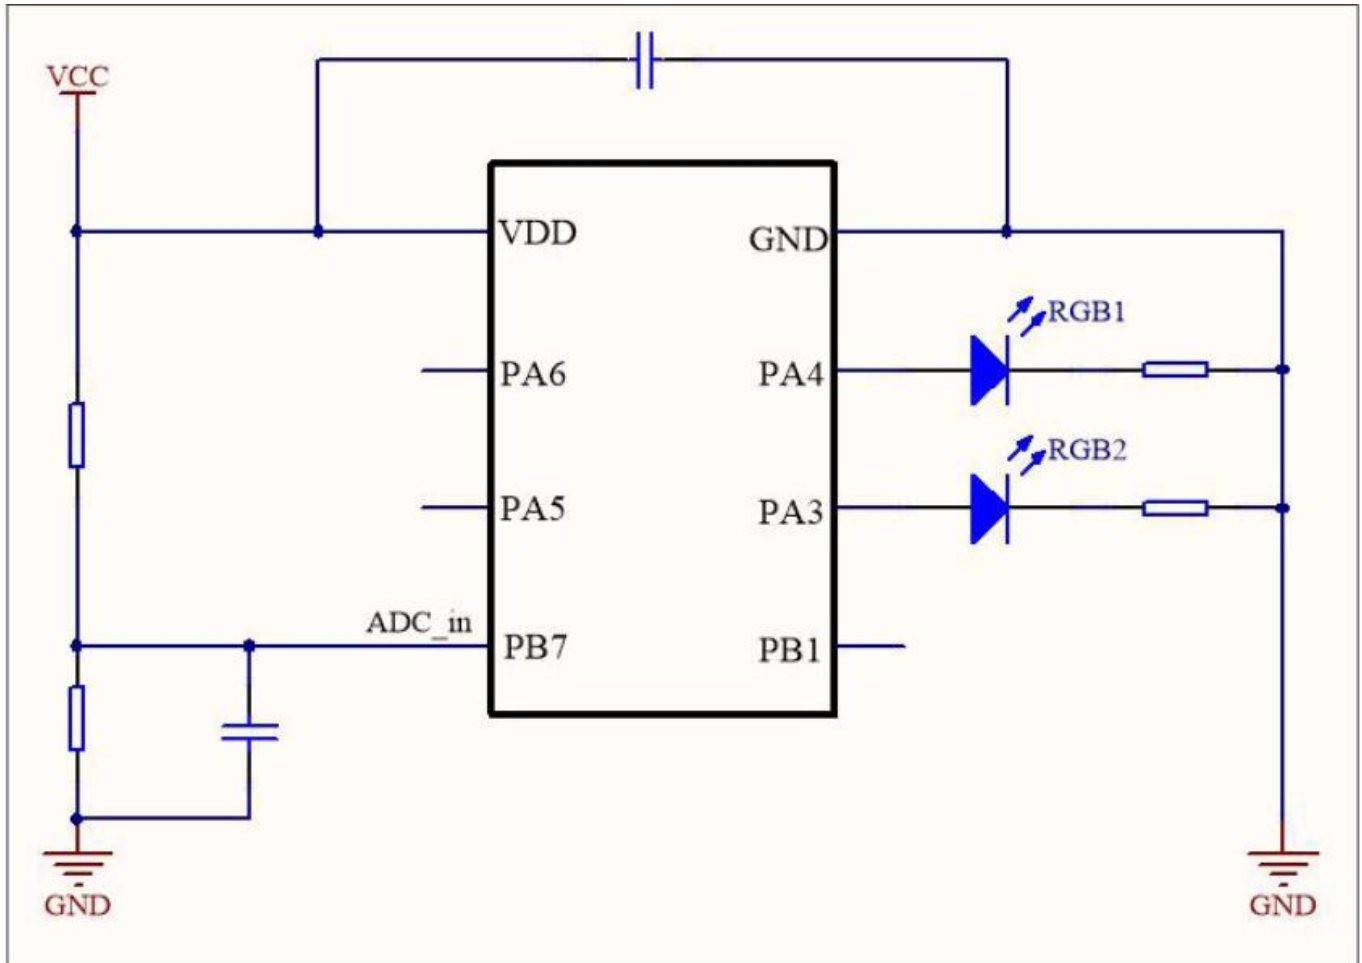 VCC
VDD
GND
RGB1
PA6
PA4
RGB2
PA5
PA3
ADC_in
PB7
PB1
GND
GND